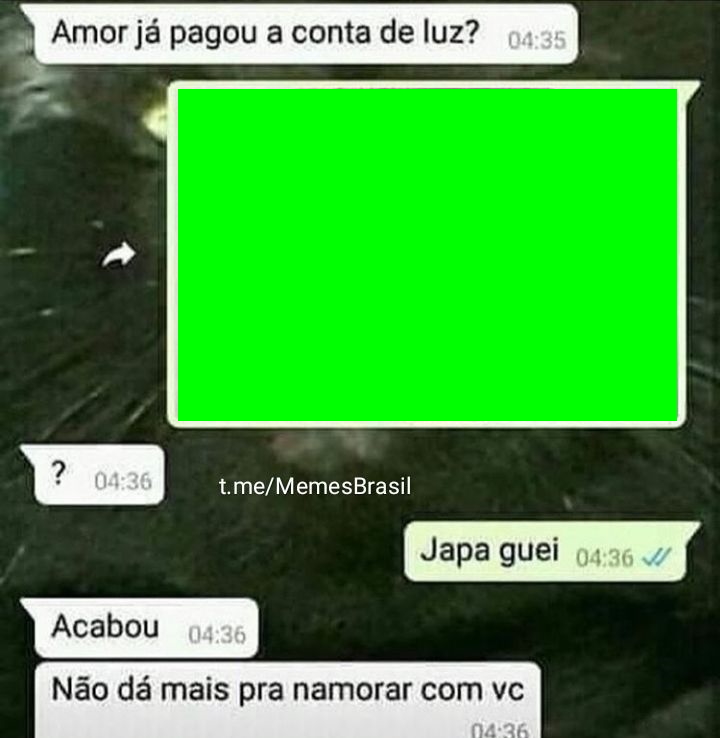 Amor já pagou a conta de luz? 04:35
? 04:36
t.me/MemesBrasil
Japa guei 04:36
Acabou 04:36
Não dá mais pra namorar com vc
04:36